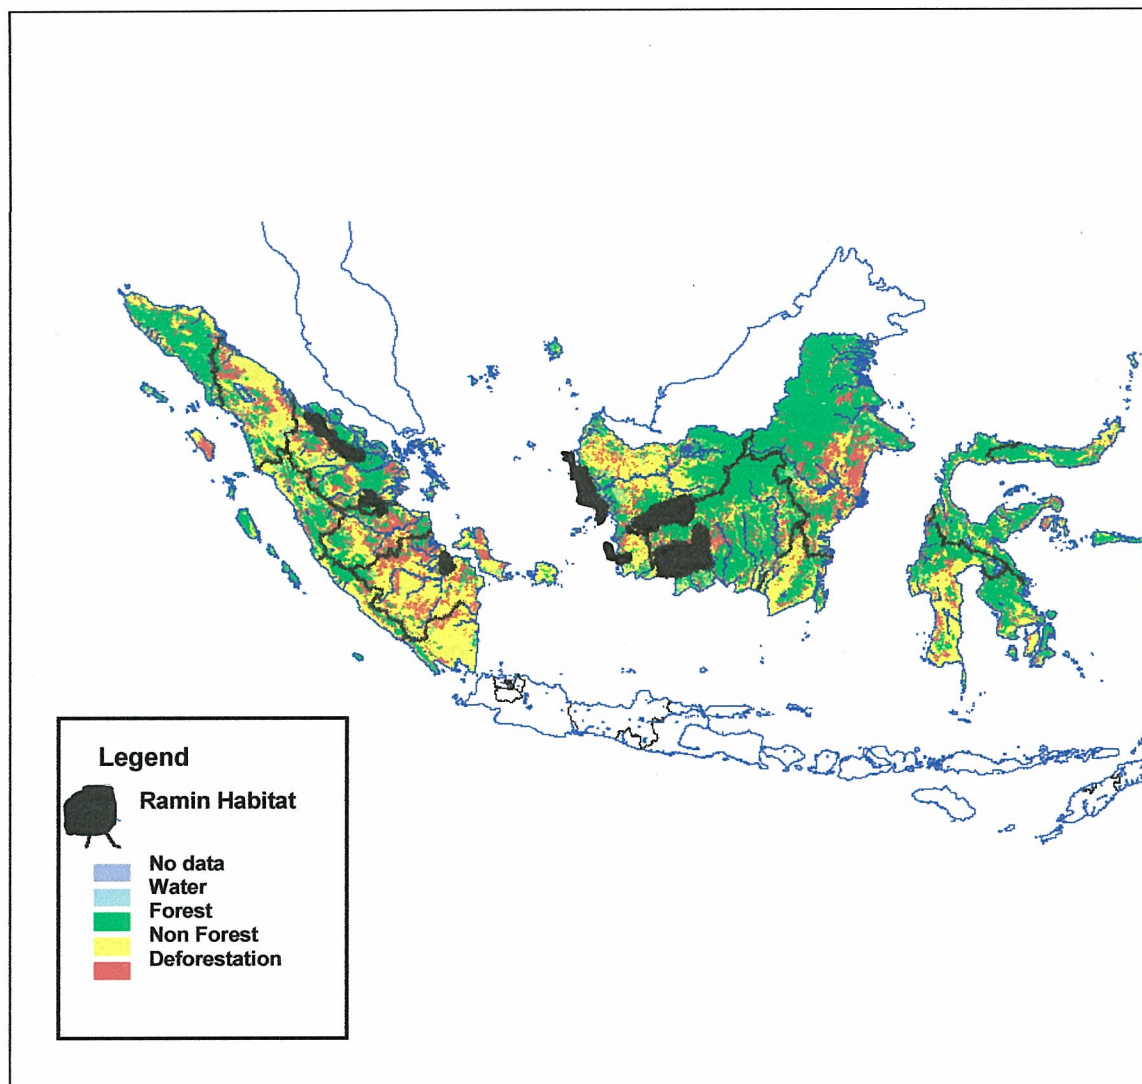 Legend
Ramin Habitat
No data
Water
Forest
Non Forest
Deforestation